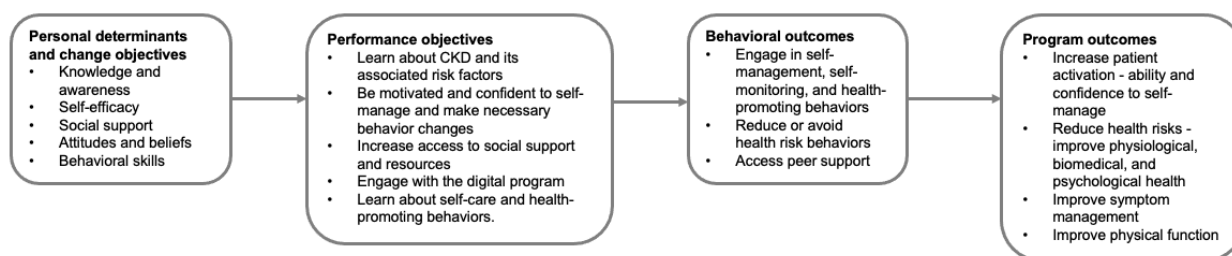 Personal determinants
and change objectives
• Knowledge and
awareness
• Self-efficacy
• Social support
• Attitudes and beliefs
• Behavioral skills
Performance objectives
• Learn about CKD and its
associated risk factors
• Be motivated and confident to self-
manage and make necessary
behavior changes
• Increase access to social support
and resources
• Engage with the digital program
• Learn about self-care and health-
promoting behaviors.
Behavioral outcomes
• Engage in self-
management, self-
monitoring, and health-
promoting behaviors
• Reduce or avoid
health risk behaviors
• Access peer support
Program outcomes
• Increase patient
activation - ability and
confidence to self-
manage
• Reduce health risks -
improve physiological,
biomedical, and
psychological health
• Improve symptom
management
• Improve physical function